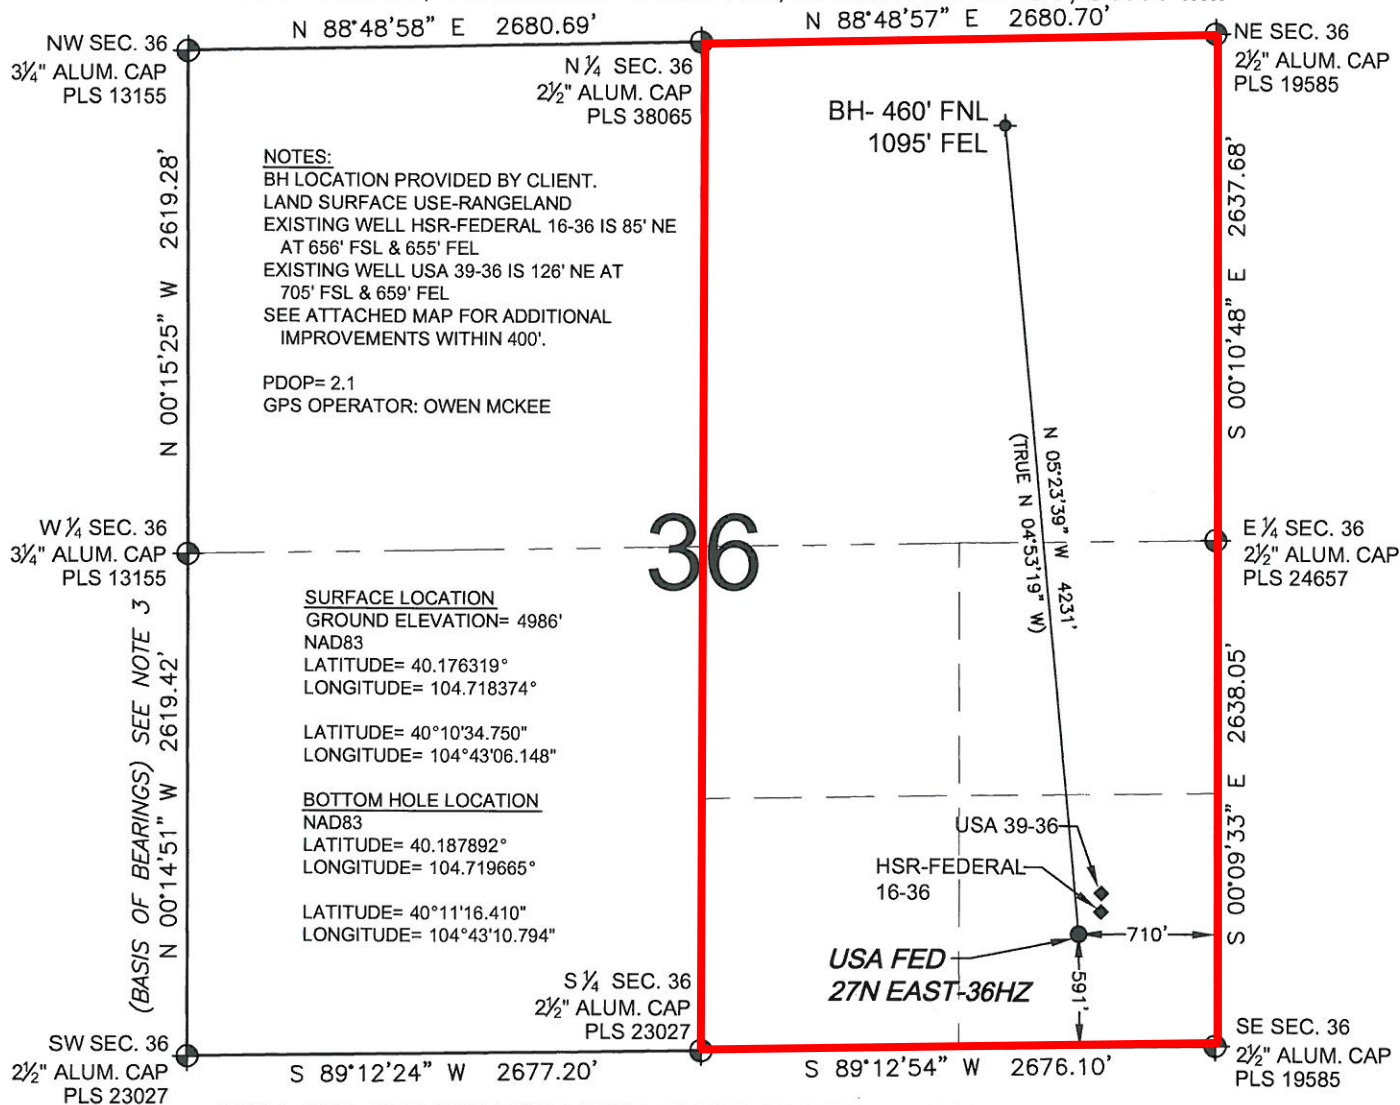 N 88°48'58" E 2680.69'
N 88°48'57" E 2680.70'
NW SEC. 36
3¼" ALUM. CAP
PLS 13155
N ¼ SEC. 36
2½" ALUM. CAP
PLS 38065
NE SEC. 36
2½" ALUM. CAP
PLS 19585
BH- 460' FNL
1095' FEL
NOTES:
BH LOCATION PROVIDED BY CLIENT.
LAND SURFACE USE-RANGELAND
EXISTING WELL HSR-FEDERAL 16-36 IS 85' NE
AT 656' FSL & 655' FEL
EXISTING WELL USA 39-36 IS 126' NE AT
705' FSL & 659' FEL
SEE ATTACHED MAP FOR ADDITIONAL
IMPROVEMENTS WITHIN 400'.
PDOP= 2.1
GPS OPERATOR: OWEN MCKEE
N 00°15'25" W 2619.28'
S 00°10'48" E 2637.68'
N 05°23'39" W 4231'
(TRUE N 04°53'19" W)
36
W ¼ SEC. 36
3¼" ALUM. CAP
PLS 13155
E ¼ SEC. 36
2½" ALUM. CAP
PLS 24657
(BASIS OF BEARINGS) SEE NOTE 3
N 00°14'51" W 2619.42'
SURFACE LOCATION
GROUND ELEVATION= 4986'
NAD83
LATITUDE= 40.176319°
LONGITUDE= 104.718374°
LATITUDE= 40°10'34.750"
LONGITUDE= 104°43'06.148"
BOTTOM HOLE LOCATION
NAD83
LATITUDE= 40.187892°
LONGITUDE= 104.719665°
LATITUDE= 40°11'16.410"
LONGITUDE= 104°43'10.794"
S 00°09'33" E 2638.05'
USA 39-36
HSR-FEDERAL
16-36
710'
591'
USA FED
27N EAST-36HZ
S ¼ SEC. 36
2½" ALUM. CAP
PLS 23027
SW SEC. 36
2½" ALUM. CAP
PLS 23027
SE SEC. 36
2½" ALUM. CAP
PLS 19585
S 89°12'24" W 2677.20'
S 89°12'54" W 2676.10'